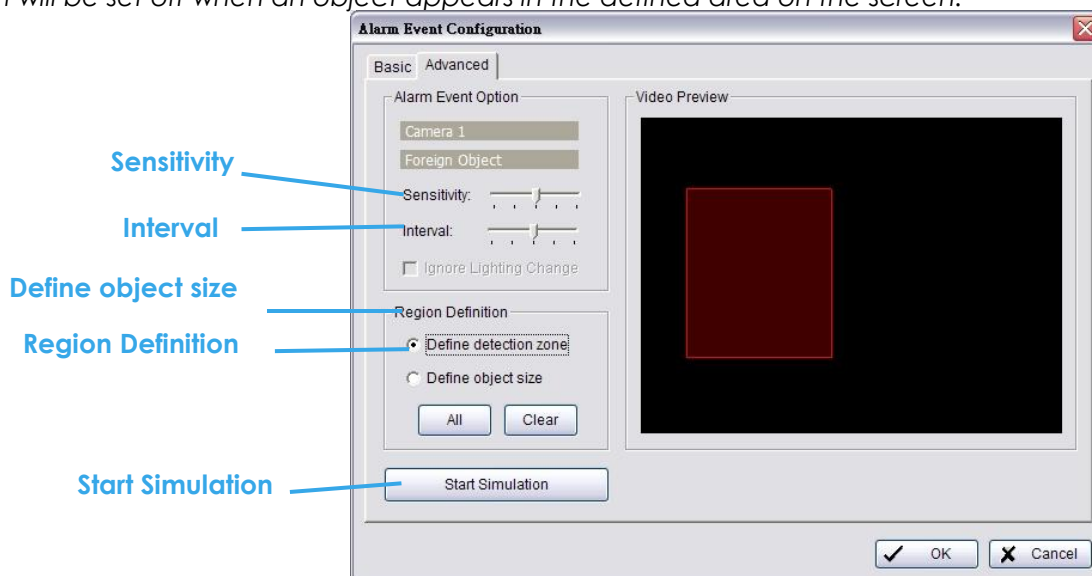 will be set off when an object appears in the defined area on the screen.
Alarm Event Configuration
Basic Advanced
Alarm Event Option
Camera 1
Foreign Object
Sensitivity:
Interval:
Ignore Lighting Change
Region Definition
Define detection zone
Define object size
All Clear
Start Simulation
Video Preview
OK Cancel
Sensitivity
Interval
Define object size
Region Definition
Start Simulation